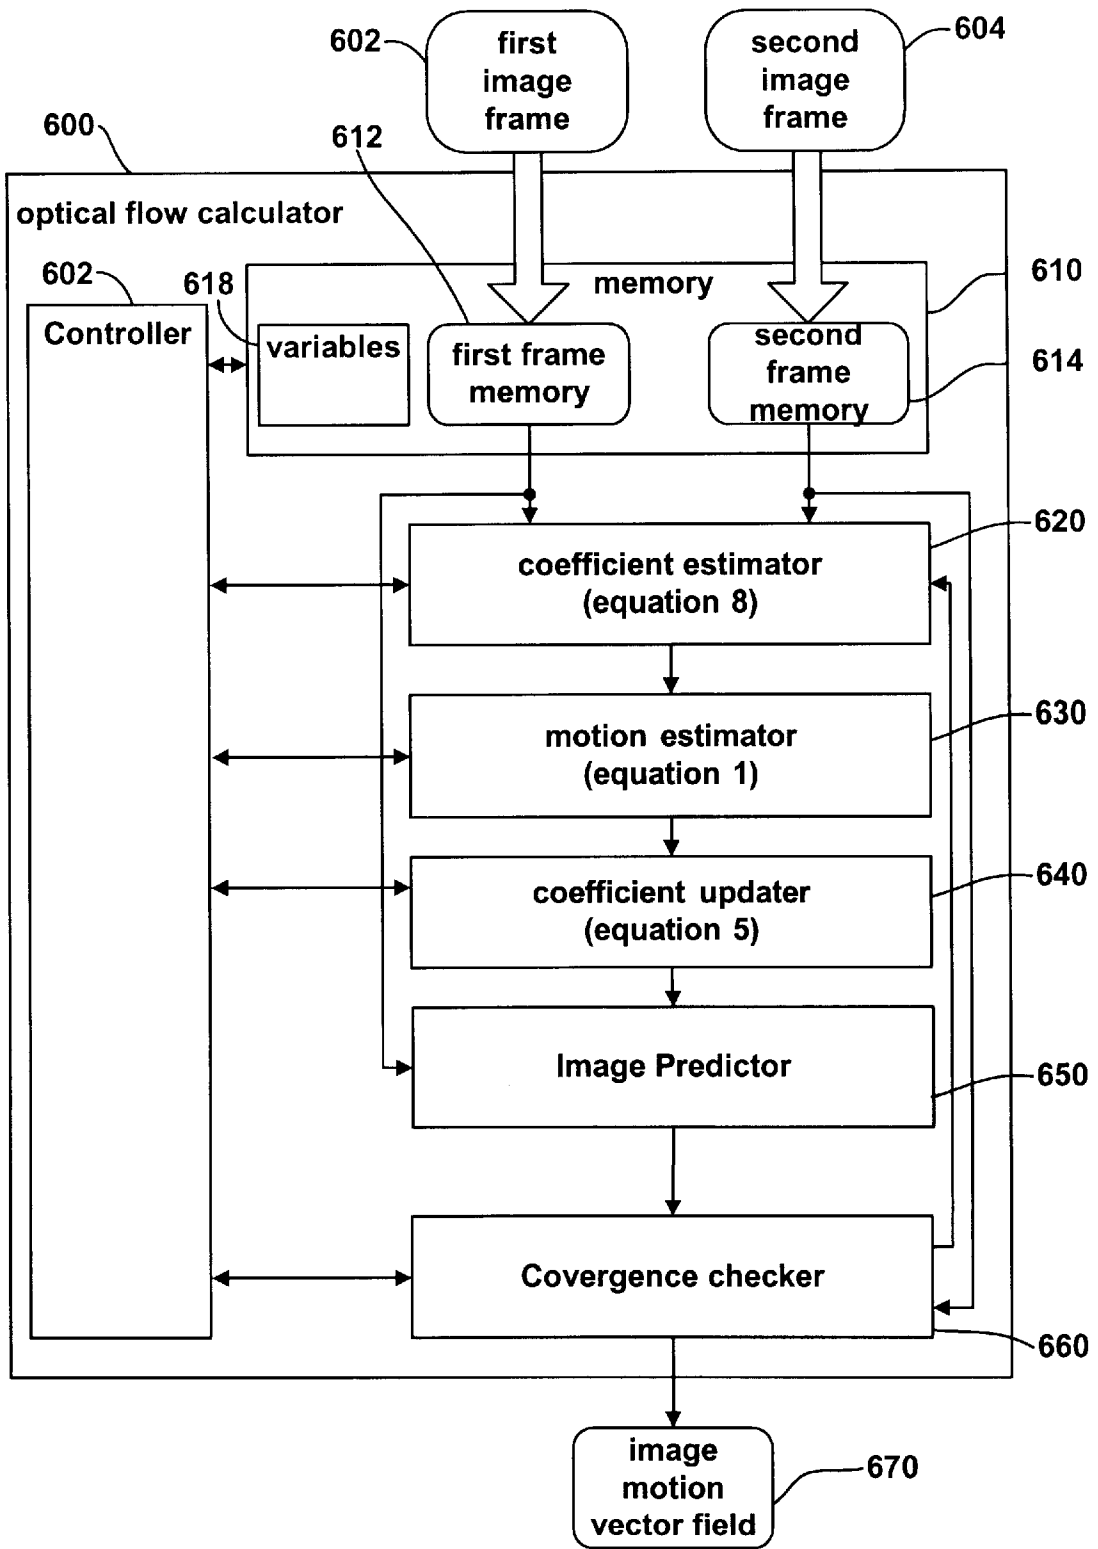 602
first
image
frame
second
image
frame
604
600
612
optical flow calculator
602
618
memory
610
Controller
variables
first frame
memory
second
frame
memory
614
coefficient estimator
(equation 8)
620
motion estimator
(equation 1)
630
coefficient updater
(equation 5)
640
Image Predictor
650
Covergence checker
660
image
motion
vector field
670